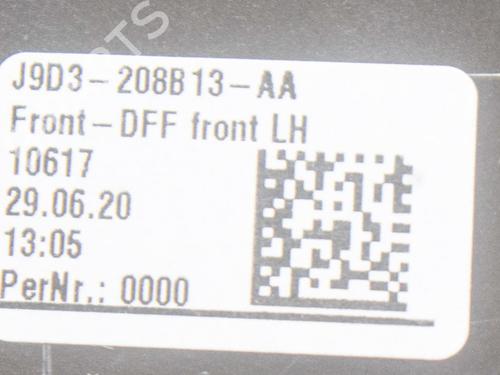 J9D3-208B13-AA
Front-DFF front LH
10617
29.06.20
13:05
PerNr.: 0000